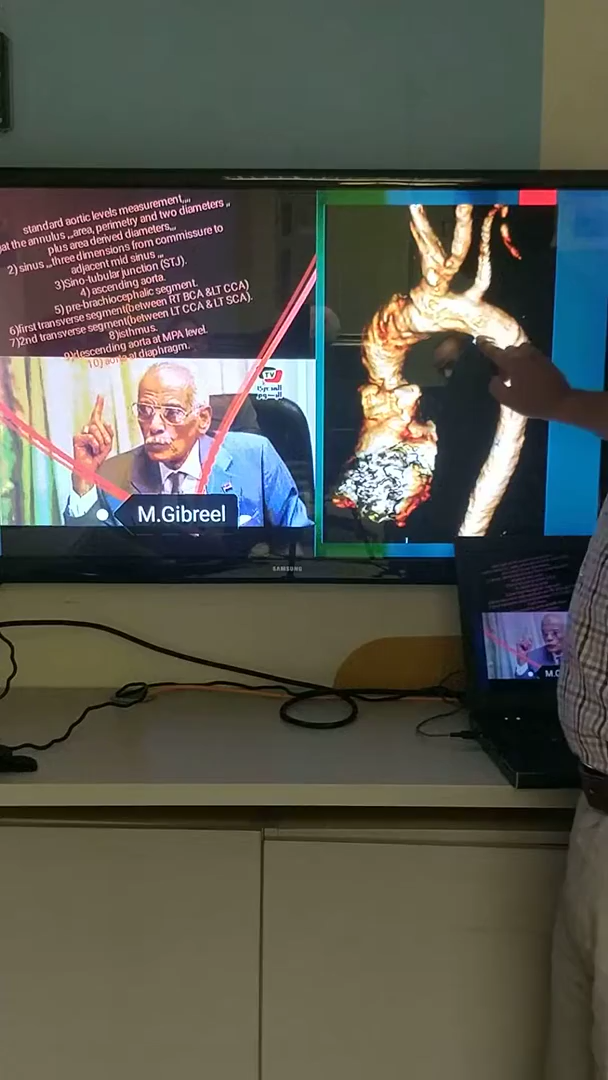 standard aortic levels measurement,,,,
at the annulus ,,,area, perimetry and two diameters ,,
plus area derived diameters,,,
2) sinus ,,,three dimensions from commissure to
adjacent mid sinus ,,,
3)Sino-tubular junction (STJ).
4) ascending aorta.
5) pre-brachiocephalic segment.
6)first transverse segment(between RT BCA &LT CCA)
7)2nd transverse segment(between LT CCA & LT SCA).
8)isthmus.
9)descending aorta at MPA level.
10) aorta at diaphragm.
TV
M.Gibreel
SAMSUNG